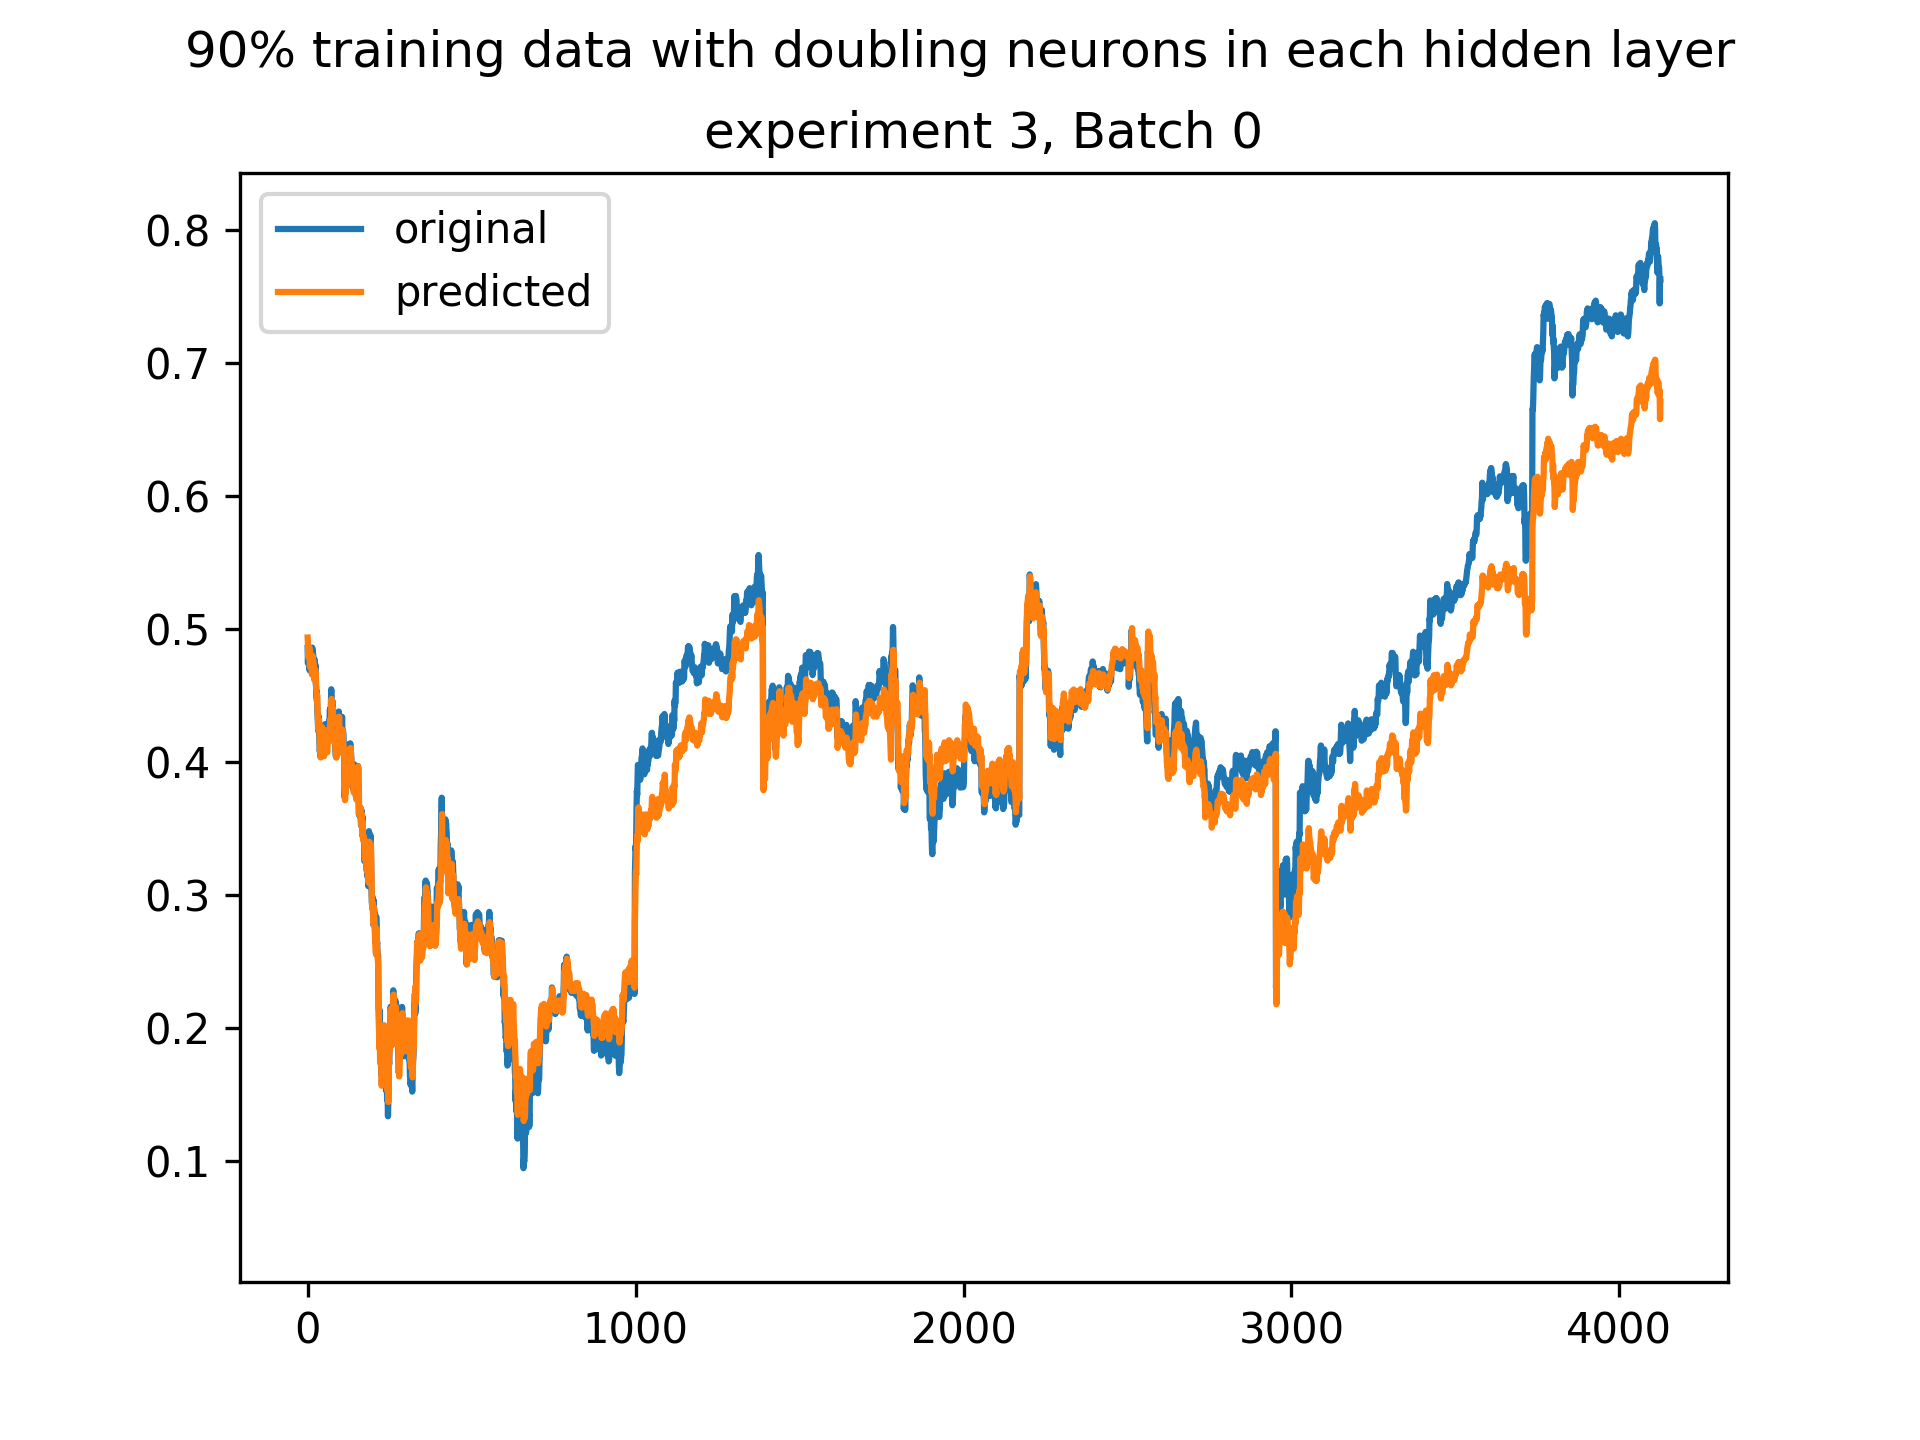 90% training data with doubling neurons in each hidden layer
experiment 3, Batch 0
original
predicted
0.8
0.7
0.6
0.5
0.4
0.3
0.2
0.1
0 1000 2000 3000 4000